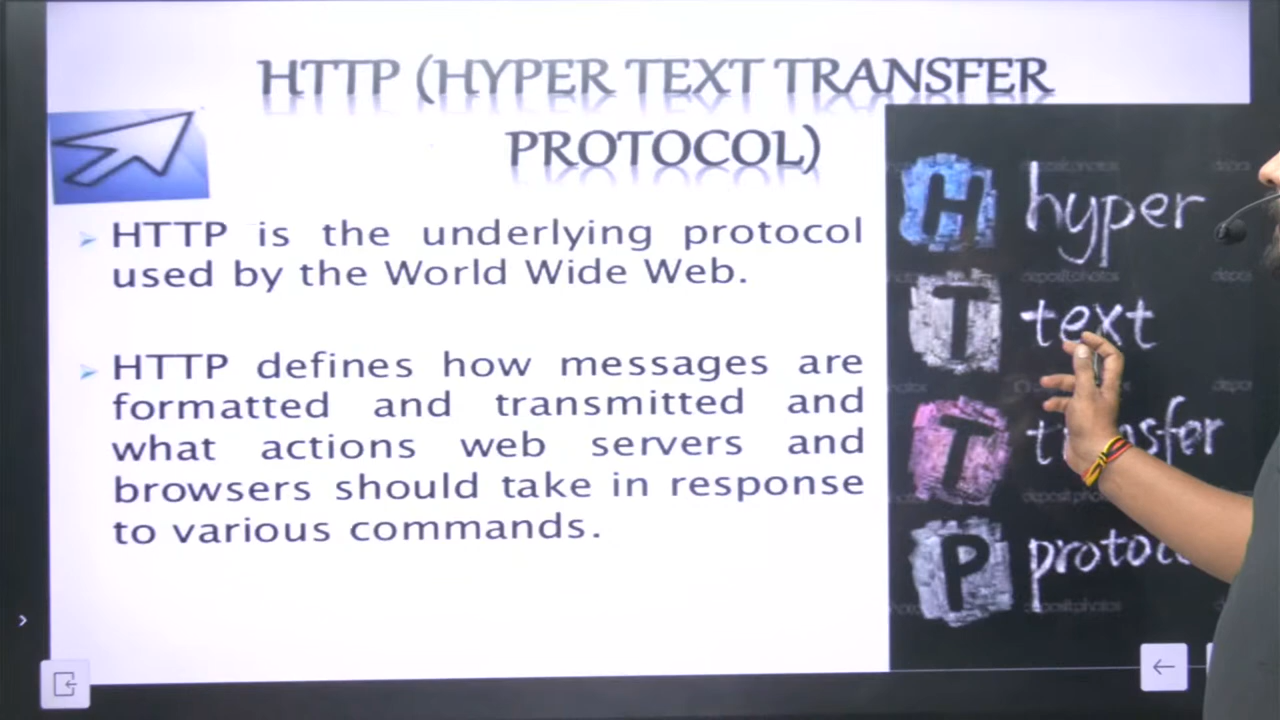 HTTP (HYPER TEXT TRANSFER
PROTOCOL)
HTTP is the underlying protocol
used by the World Wide Web.
HTTP defines how messages are
formatted and transmitted and
what actions web servers and
browsers should take in response
to various commands.
H hyper
T text
T
P